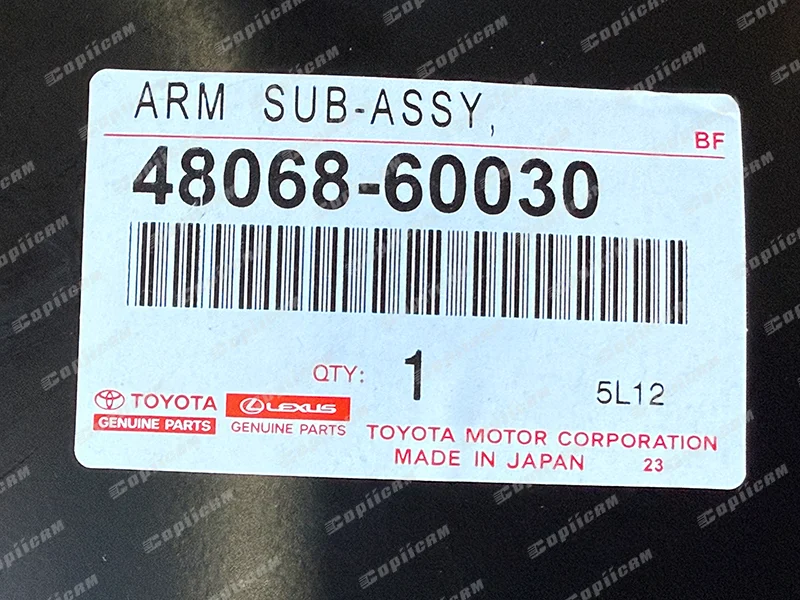 ARM SUB-ASSY,
BF
48068-60030
QTY: 1
5L12
TOYOTA
GENUINE PARTS
LEXUS
GENUINE PARTS
TOYOTA MOTOR CORPORATION
MADE IN JAPAN 23
Copiicam